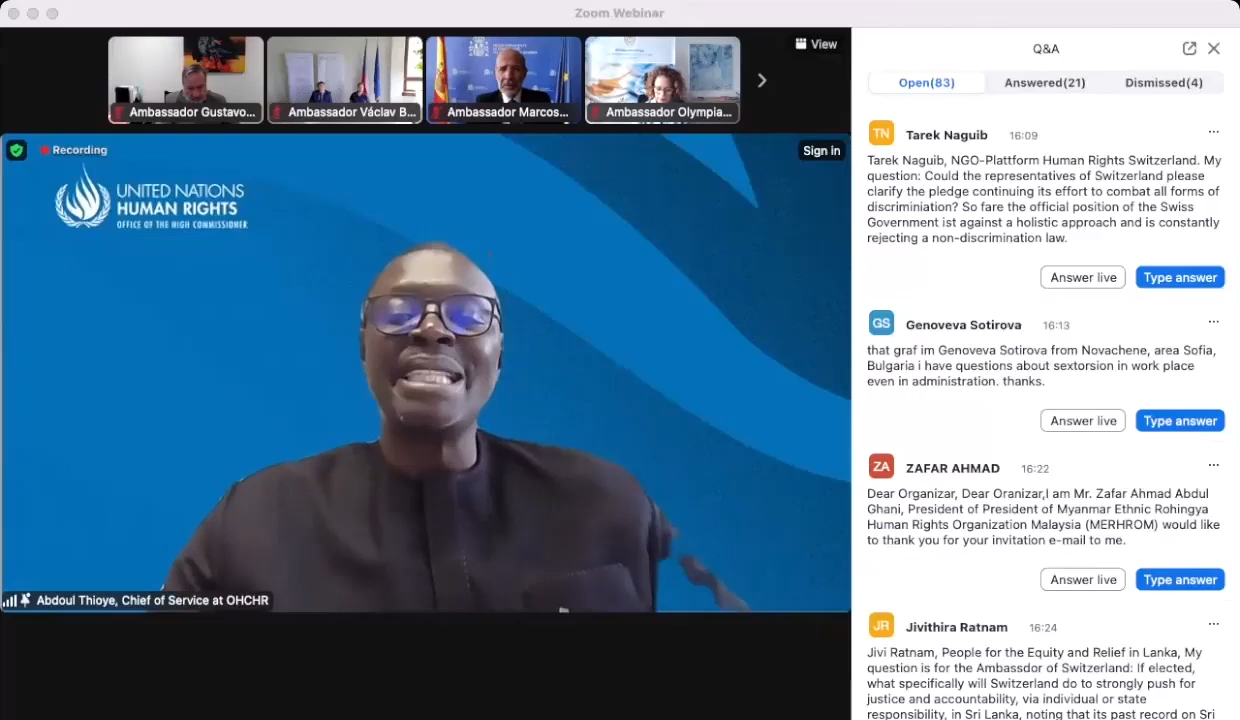 Zoom Webinar
Ambassador Gustavo...
Ambassador Václav B...
Ambassador Marcos...
Ambassador Olympia...
View
Recording
Sign in
UNITED NATIONS
HUMAN RIGHTS
OFFICE OF THE HIGH COMMISSIONER
Abdoul Thioye, Chief of Service at OHCHR
Q&A
Open(83)
Answered(21)
Dismissed(4)
TN
Tarek Naguib
16:09
...
Tarek Naguib, NGO-Plattform Human Rights Switzerland. My
question: Could the representatives of Switzerland please
clarify the pledge continuing its effort to combat all forms of
discriminiation? So fare the official position of the Swiss
Government ist against a holistic approach and is constantly
rejecting a non-discrimination law.
Answer live
Type answer
GS
Genoveva Sotirova
16:13
...
that graf im Genoveva Sotirova from Novachene, area Sofia,
Bulgaria i have questions about sextorsion in work place
even in administration. thanks.
Answer live
Type answer
ZA
ZAFAR AHMAD
16:22
...
Dear Organizar, Dear Oranizar,I am Mr. Zafar Ahmad Abdul
Ghani, President of President of Myanmar Ethnic Rohingya
Human Rights Organization Malaysia (MERHROM) would like
to thank you for your invitation e-mail to me.
Answer live
Type answer
JR
Jivithira Ratnam
16:24
...
Jivi Ratnam, People for the Equity and Relief in Lanka, My
question is for the Ambassdor of Switzerland: If elected,
what specifically will Switzerland do to strongly push for
justice and accountability, via individual or state
responsibility, in Sri Lanka, noting that its past record on Sri